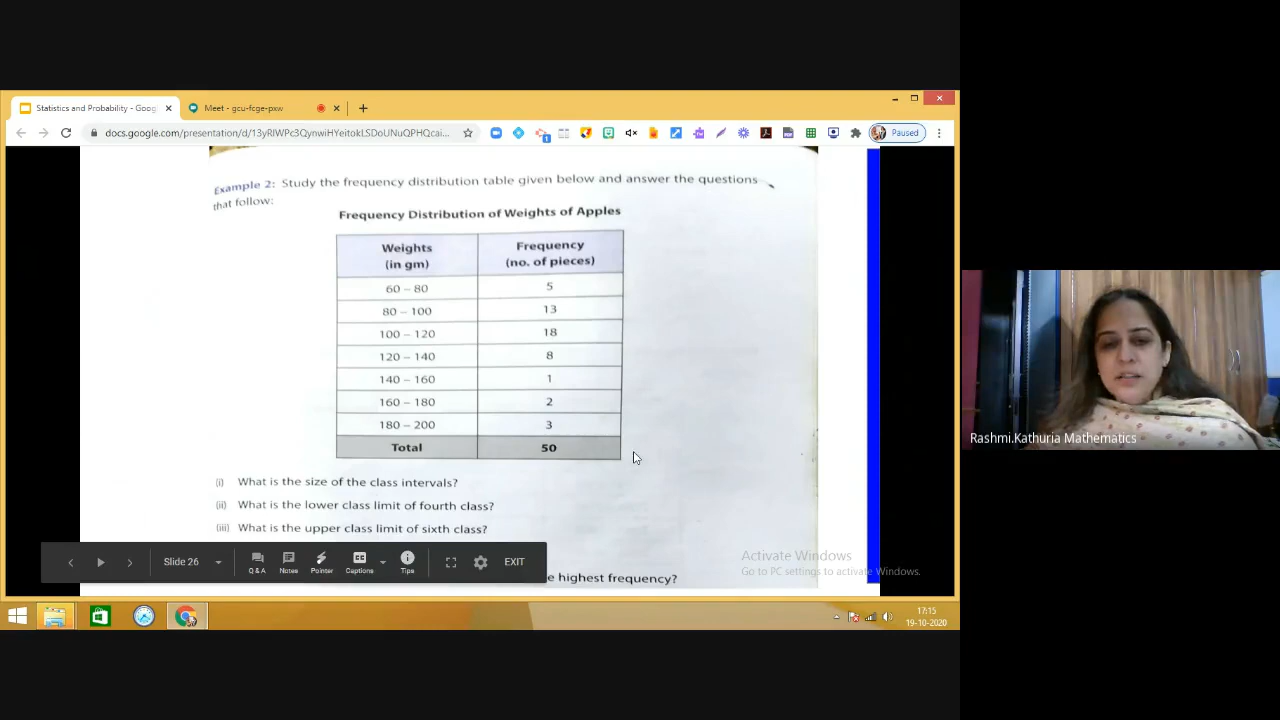 Statistics and Probability - Goog
Meet - gcu-fcge-pxw
docs.google.com/presentation/d/13yRIWPc3QynwiHYeitokLSDoUNuQPHQcai...
Paused
Example 2: Study the frequency distribution table given below and answer the questions
that follow:
Frequency Distribution of Weights of Apples
Weights (in gm) Frequency (no. of pieces)
60 – 80 5
80 – 100 13
100 – 120 18
120 – 140 8
140 – 160 1
160 – 180 2
180 – 200 3
Total 50
(i) What is the size of the class intervals?
(ii) What is the lower class limit of fourth class?
(iii) What is the upper class limit of sixth class?
highest frequency?
Slide 26
Q & A
Notes
Pointer
Captions
Tips
EXIT
Activate Windows
Go to PC settings to activate Windows.
17:15
19-10-2020
Rashmi.Kathuria Mathematics